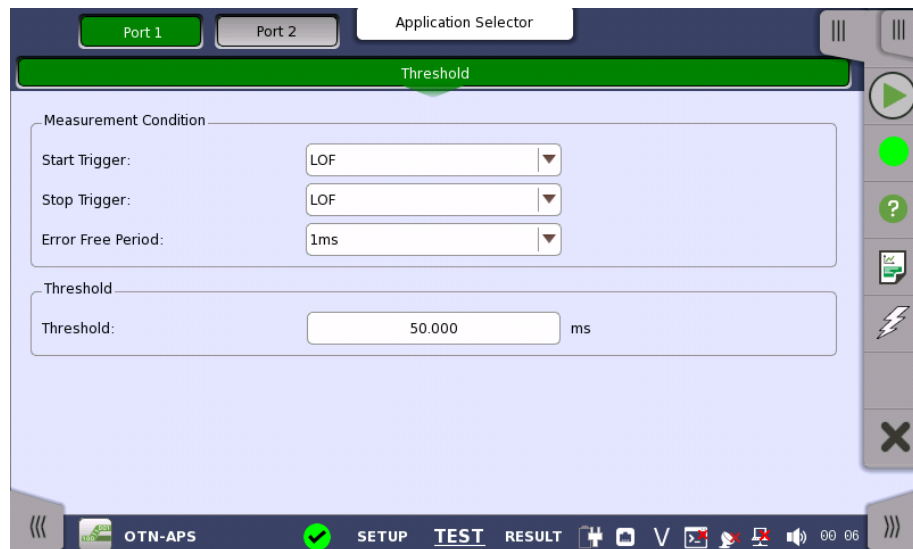 Port 1
Port 2
Application Selector
Threshold
Measurement Condition
Start Trigger:
LOF
Stop Trigger:
LOF
Error Free Period:
1ms
Threshold
Threshold:
50.000
ms
OTN-APS
SETUP
TEST
RESULT
V
00 06